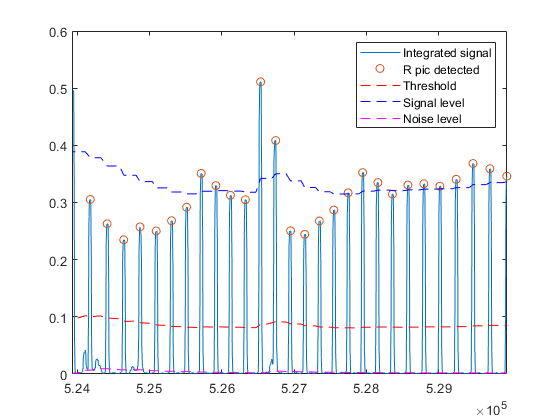 0.6
Integrated signal
R pic detected
Threshold
Signal level
Noise level
0.5
0.4
0.3
0.2
0.1
0
5.24 5.25 5.26 5.27 5.28 5.29
×10^5